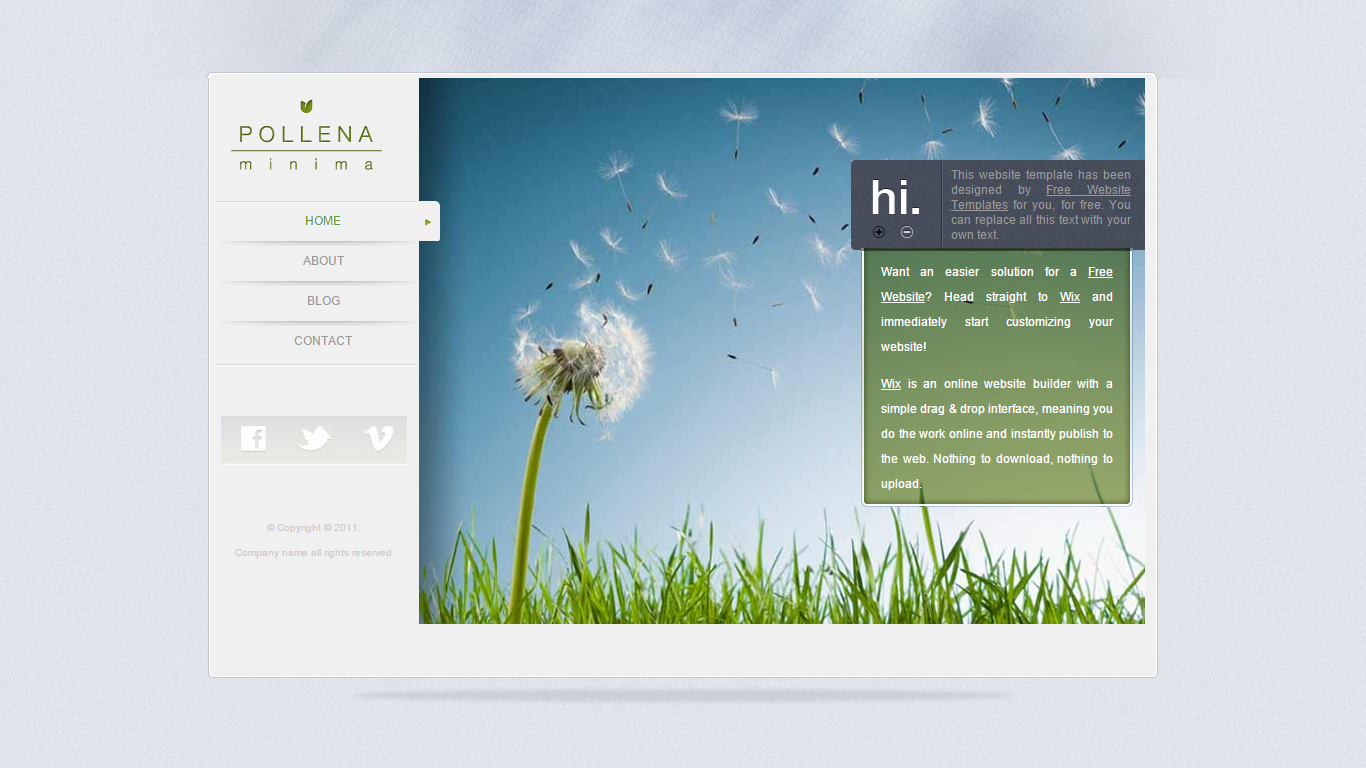 POLLENA
minima
HOME
ABOUT
BLOG
CONTACT
© Copyright © 2011.
Company name all rights reserved
hi.
This website template has been
designed by Free Website
Templates for you, for free. You
can replace all this text with your
own text.
Want an easier solution for a Free
Website? Head straight to Wix and
immediately start customizing your
website!
Wix is an online website builder with a
simple drag & drop interface, meaning you
do the work online and instantly publish to
the web. Nothing to download, nothing to
upload.